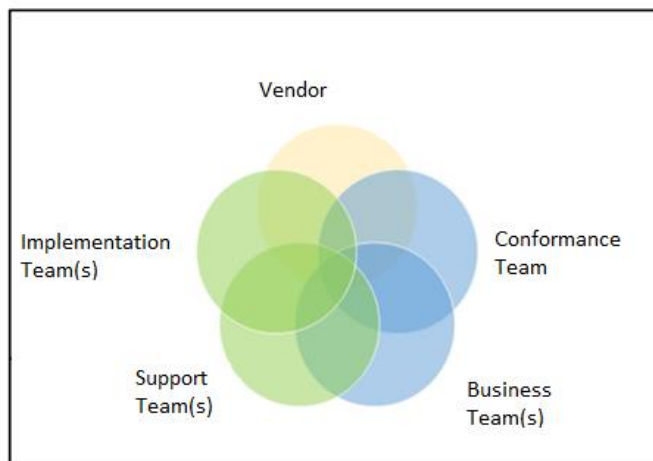 Vendor
Implementation
Team(s)
Conformance
Team
Support
Team(s)
Business
Team(s)